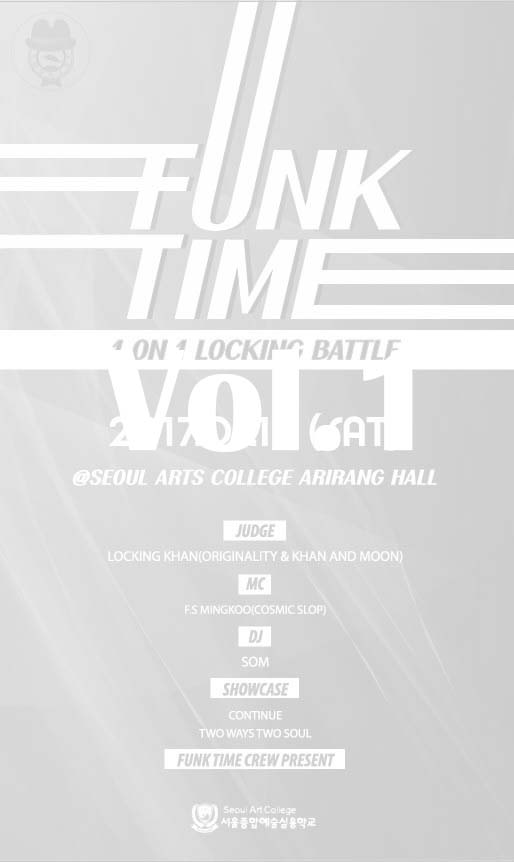 FUNK
TIME
1 ON 1 LOCKING BATTLE
Vol.1
@SEOUL ARTS COLLEGE ARIRANG HALL
JUDGE
LOCKING KHAN(ORIGINALITY & KHAN AND MOON)
MC
F.S MINGKOO(COSMIC SLOP)
DJ
SOM
SHOWCASE
CONTINUE
TWO WAYS TWO SOUL
FUNK TIME CREW PRESENT
Seoul Art College
서울종합예술실용학교